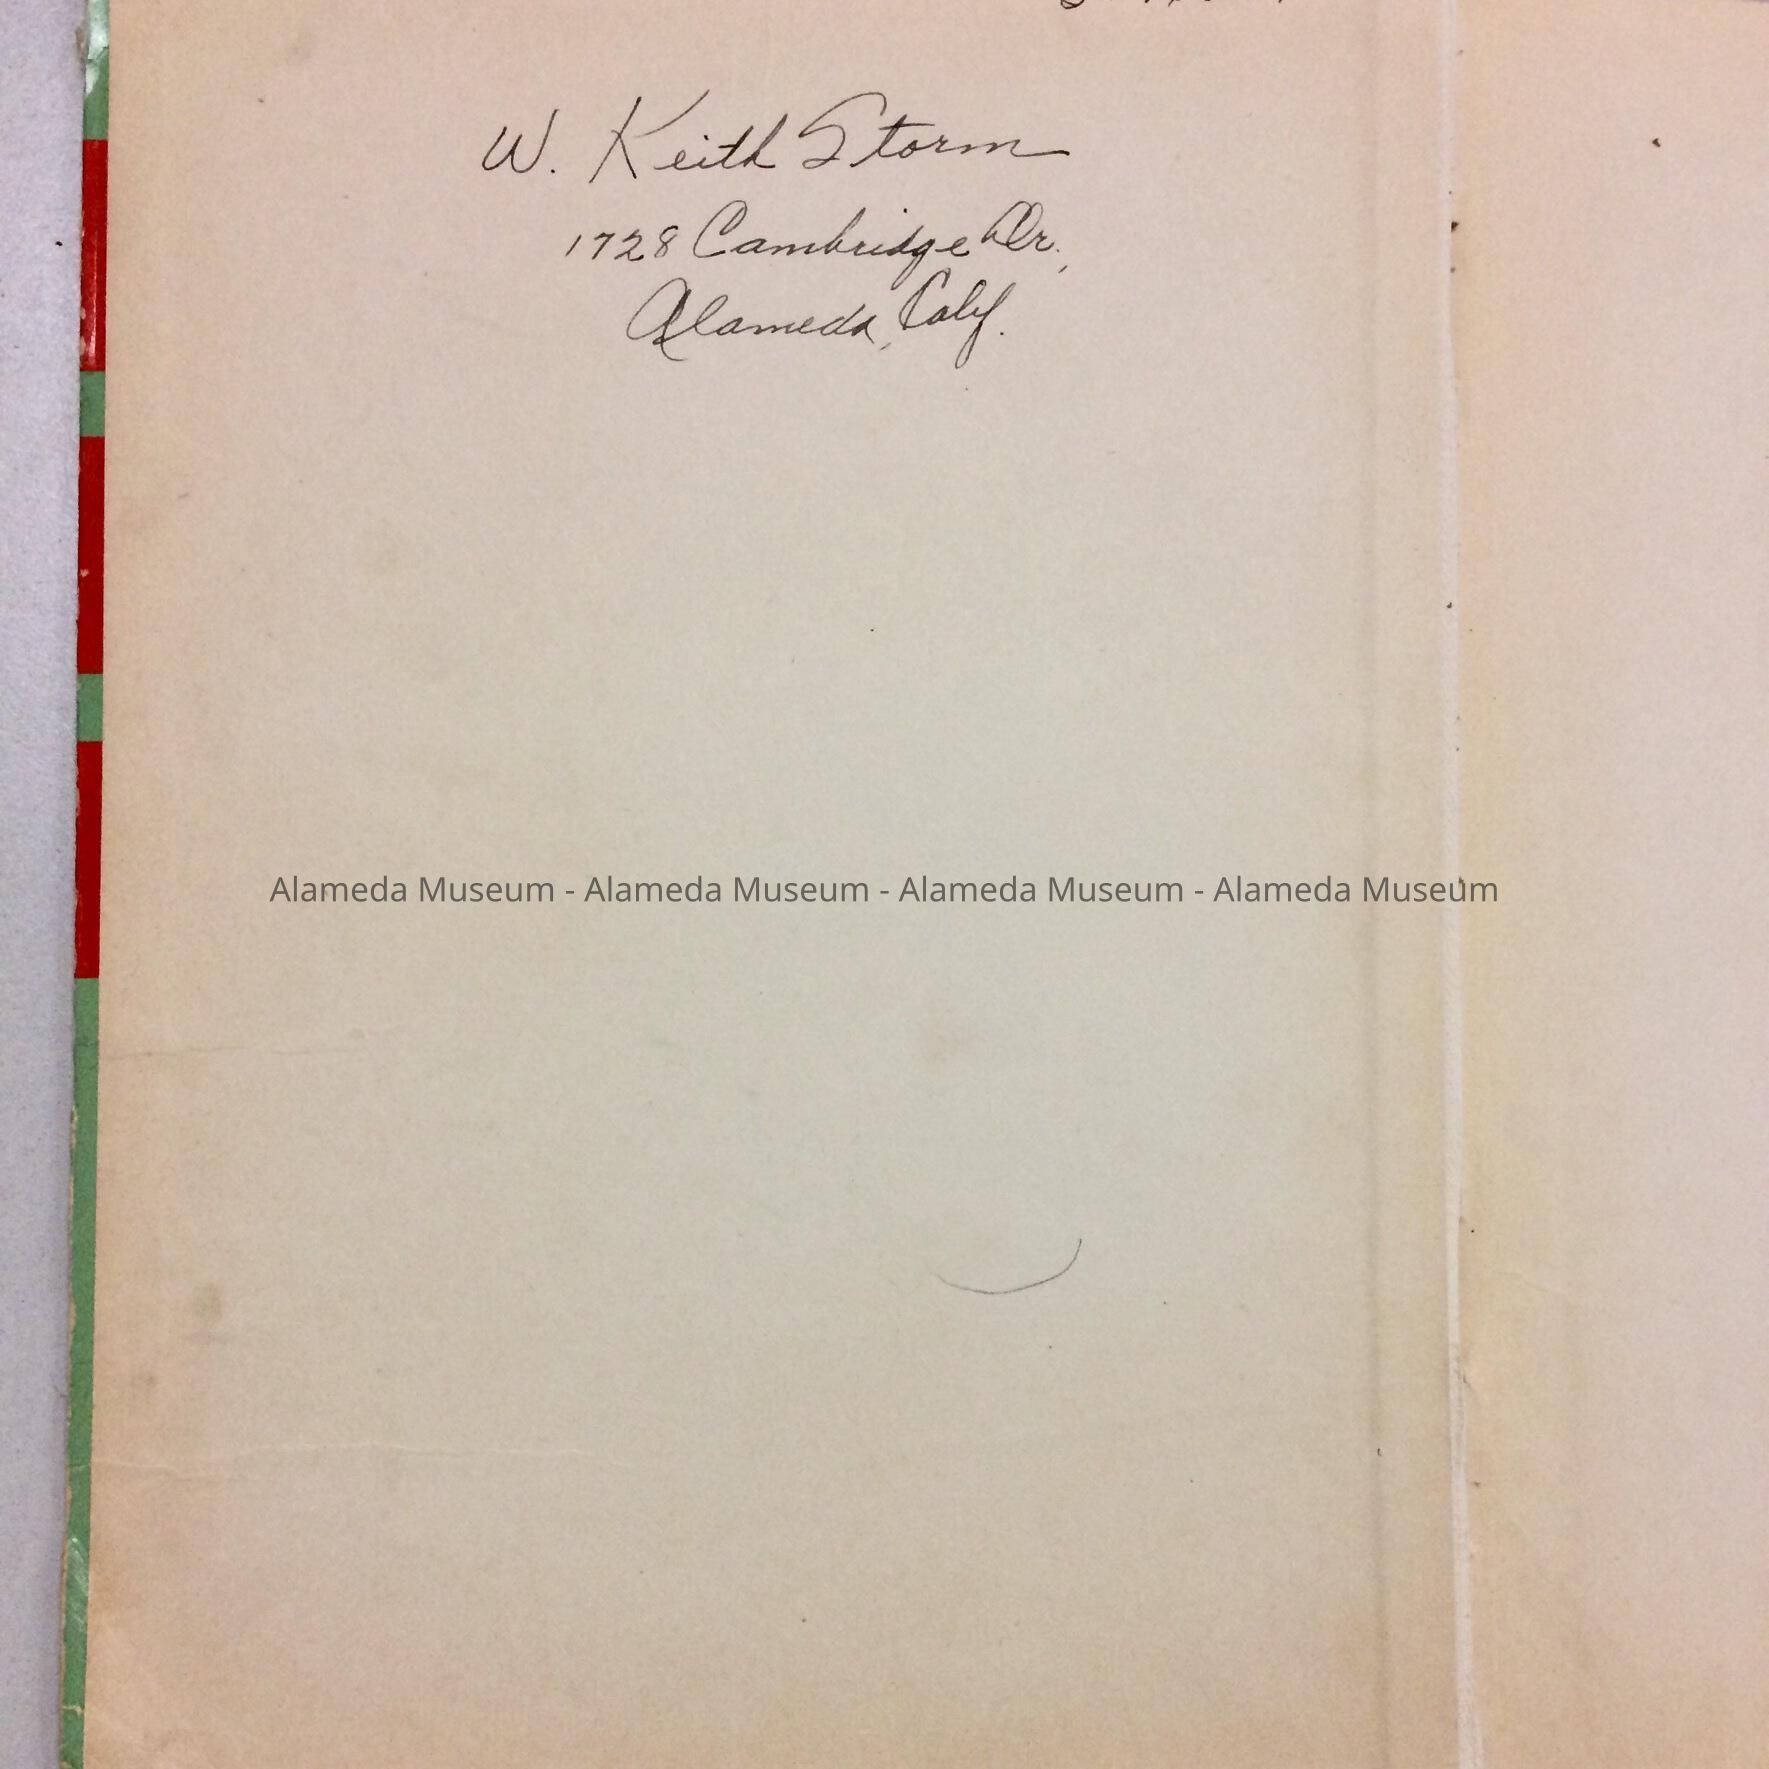 W. Keith Storm
1728 Cambridge Dr.,
Alameda, Calif.
Alameda Museum - Alameda Museum - Alameda Museum - Alameda Museum